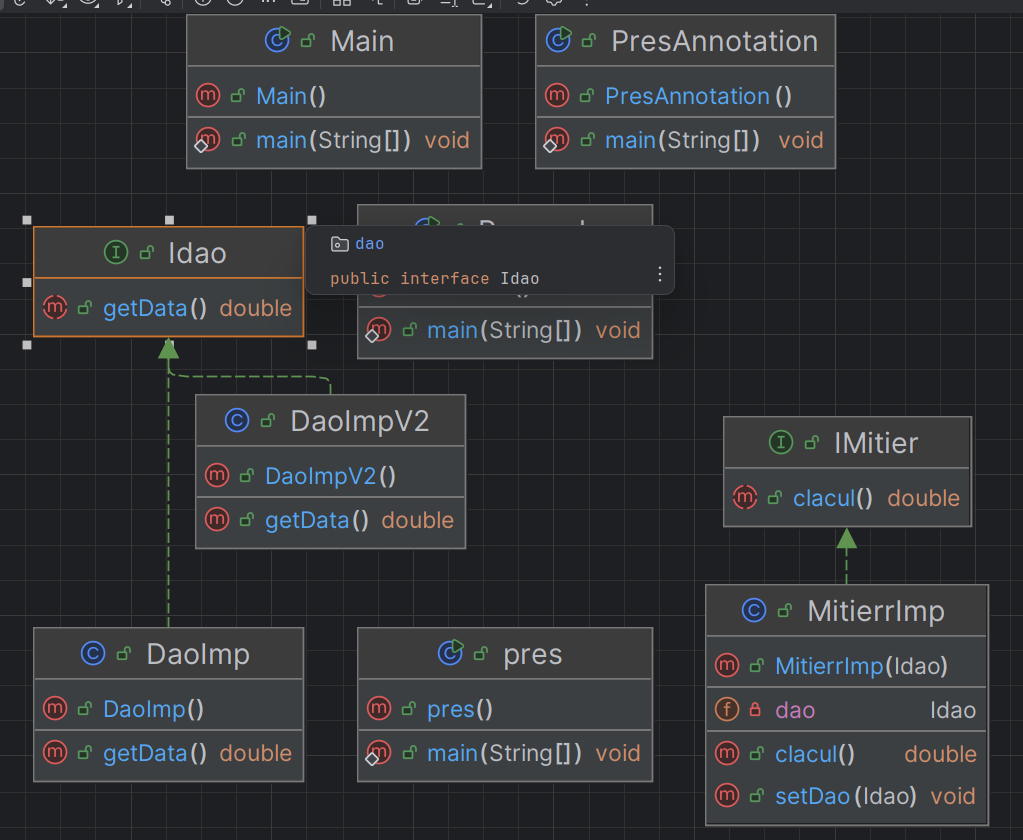 Main
Main()
main(String[]) void
PresAnnotation
PresAnnotation()
main(String[]) void
Idao
getData() double
dao
public interface Idao
main(String[]) void
DaoImpV2
DaoImpV2()
getData() double
IMitier
clacul() double
DaoImp
DaoImp()
getData() double
pres
pres()
main(String[]) void
MitierrImp
MitierrImp(Idao)
dao Idao
clacul() double
setDao(Idao) void